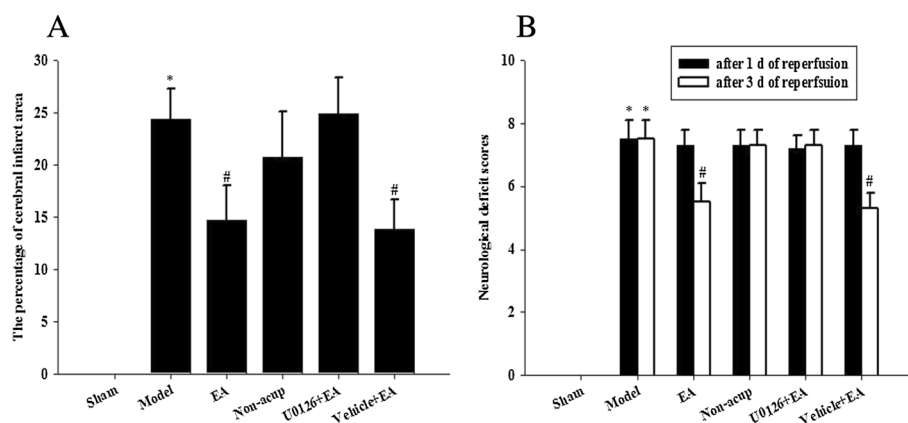 A
The percentage of cerebral infarct area
30
25
20
15
10
5
0
*
#
#
Sham
Model
EA
Non-acup
U0126+EA
Vehicle+EA
B
Neurological deficit scores
10
8
6
4
2
0
after 1 d of reperfusion
after 3 d of reperfsuion
* *
#
#
Sham
Model
EA
Non-acup
U0126+EA
Vehicle+EA